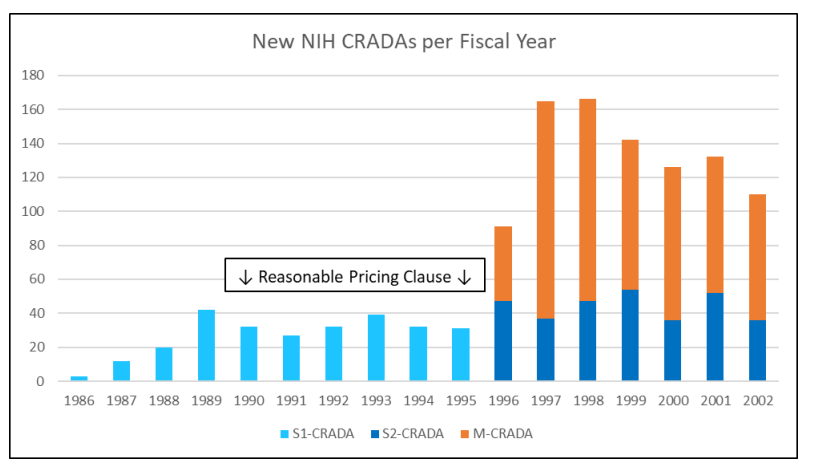 New NIH CRADAs per Fiscal Year
180
160
140
120
100
80
60
↓ Reasonable Pricing Clause ↓
40
20
0
1986 1987 1988 1989 1990 1991 1992 1993 1994 1995 1996 1997 1998 1999 2000 2001 2002
S1-CRADA S2-CRADA M-CRADA